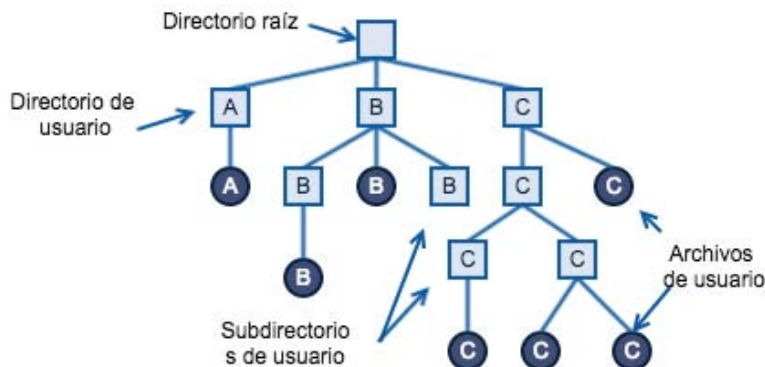 Directorio raíz
Directorio de
usuario
A
B
C
A
B
B
B
C
C
B
C
C
Archivos
de usuario
Subdirectorio
s de usuario
C
C
C